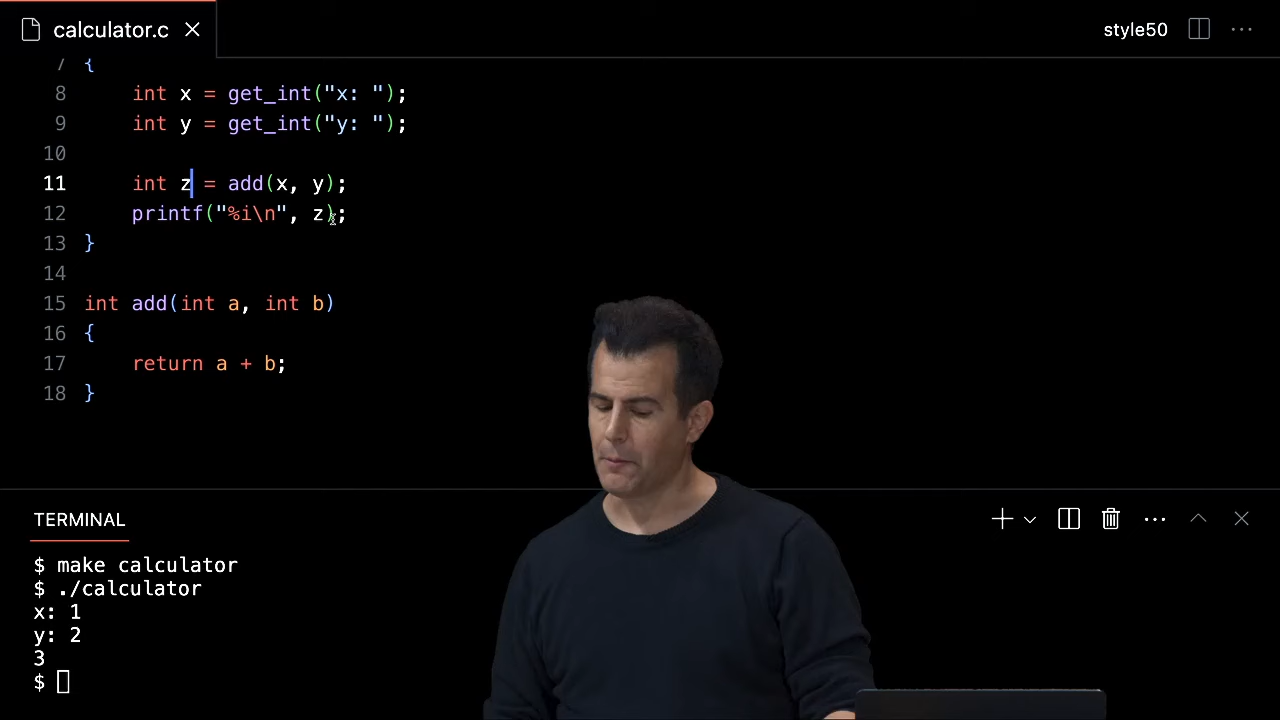 calculator.c
style50
7 {
8 int x = get_int("x: ");
9 int y = get_int("y: ");
10
11 int z = add(x, y);
12 printf("%i\n", z);
13 }
14
15 int add(int a, int b)
16 {
17 return a + b;
18 }
TERMINAL
$ make calculator
$ ./calculator
x: 1
y: 2
3
$